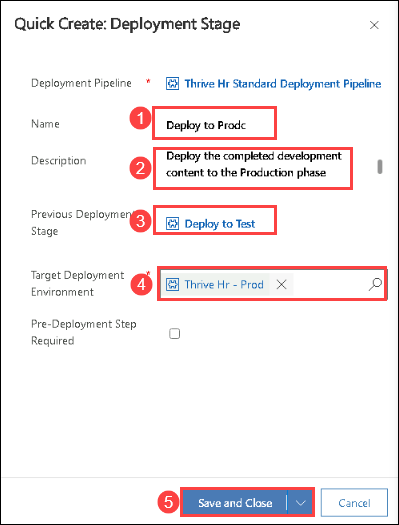 Quick Create: Deployment Stage
Deployment Pipeline * Thrive Hr Standard Deployment Pipeline
Name 1 Deploy to Prodc
Description 2 Deploy the completed development
content to the Production phase
Previous Deployment 3 Deploy to Test
Stage
Target Deployment * 4 Thrive Hr - Prod
Environment
Pre-Deployment Step
Required
5 Save and Close Cancel